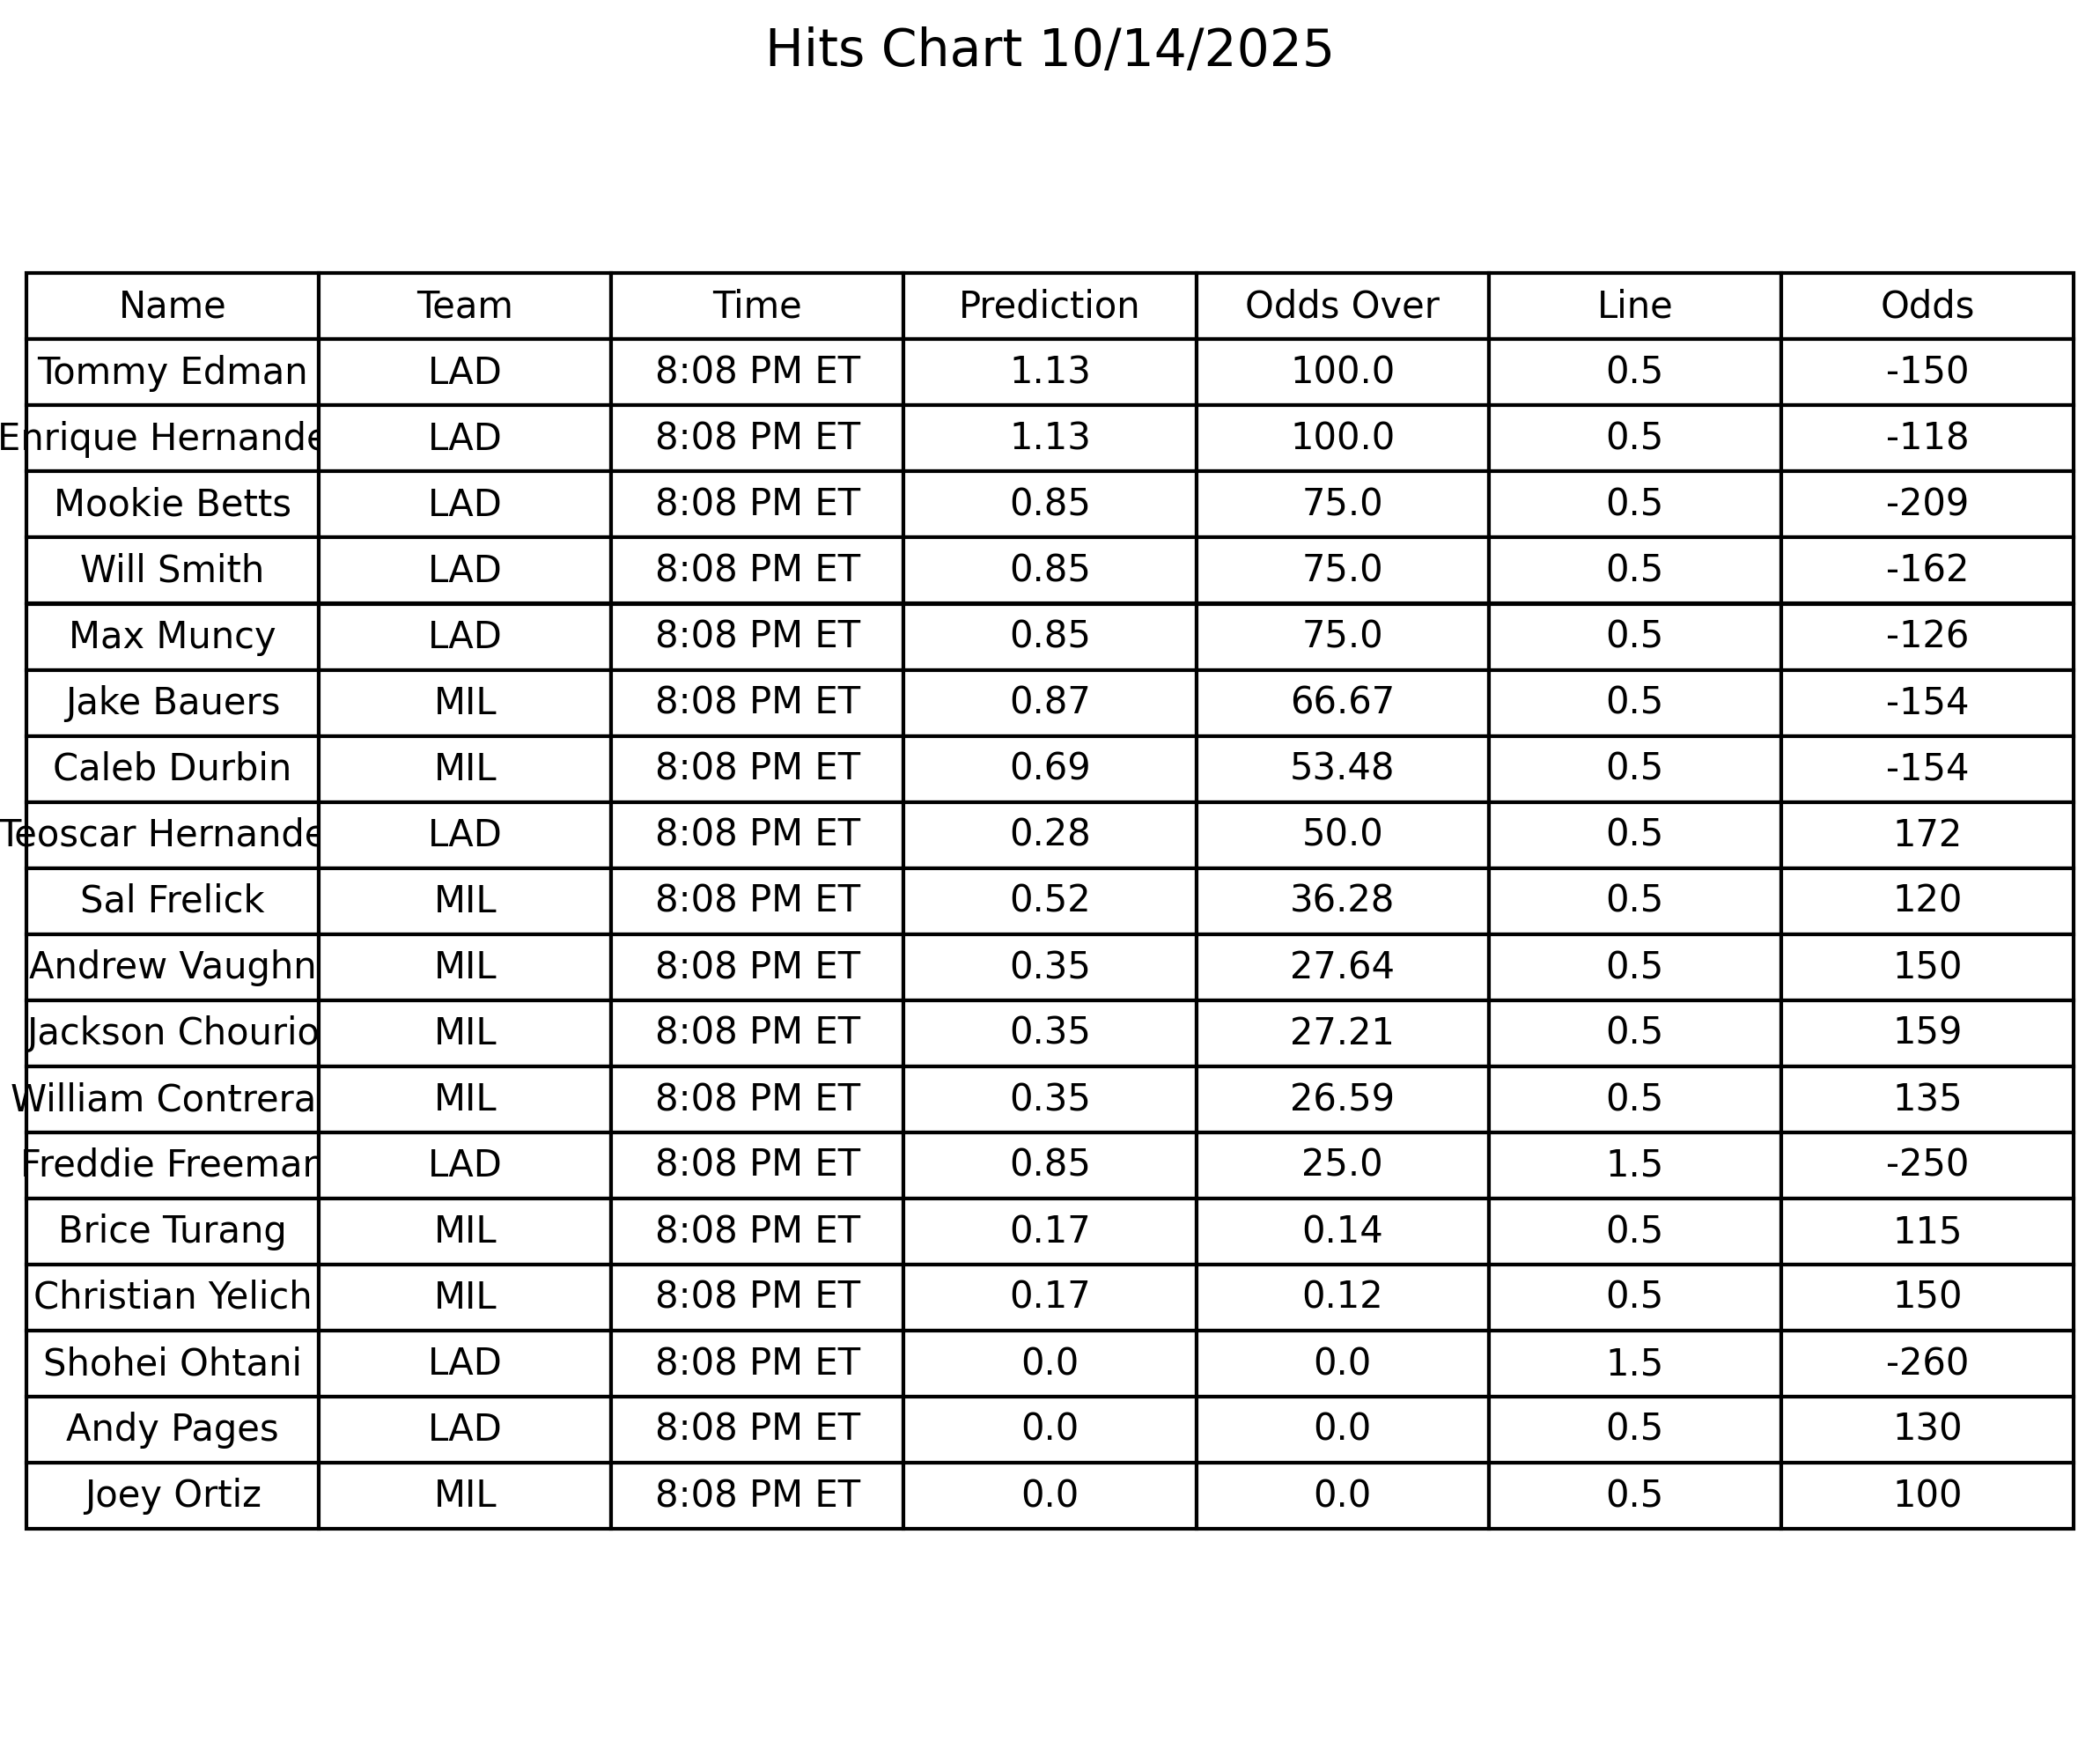 Hits Chart 10/14/2025
Name Team Time Prediction Odds Over Line Odds
Tommy Edman LAD 8:08 PM ET 1.13 100.0 0.5 -150
Enrique Hernande LAD 8:08 PM ET 1.13 100.0 0.5 -118
Mookie Betts LAD 8:08 PM ET 0.85 75.0 0.5 -209
Will Smith LAD 8:08 PM ET 0.85 75.0 0.5 -162
Max Muncy LAD 8:08 PM ET 0.85 75.0 0.5 -126
Jake Bauers MIL 8:08 PM ET 0.87 66.67 0.5 -154
Caleb Durbin MIL 8:08 PM ET 0.69 53.48 0.5 -154
Teoscar Hernande LAD 8:08 PM ET 0.28 50.0 0.5 172
Sal Frelick MIL 8:08 PM ET 0.52 36.28 0.5 120
Andrew Vaughn MIL 8:08 PM ET 0.35 27.64 0.5 150
Jackson Chourio MIL 8:08 PM ET 0.35 27.21 0.5 159
William Contrera MIL 8:08 PM ET 0.35 26.59 0.5 135
Freddie Freeman LAD 8:08 PM ET 0.85 25.0 1.5 -250
Brice Turang MIL 8:08 PM ET 0.17 0.14 0.5 115
Christian Yelich MIL 8:08 PM ET 0.17 0.12 0.5 150
Shohei Ohtani LAD 8:08 PM ET 0.0 0.0 1.5 -260
Andy Pages LAD 8:08 PM ET 0.0 0.0 0.5 130
Joey Ortiz MIL 8:08 PM ET 0.0 0.0 0.5 100